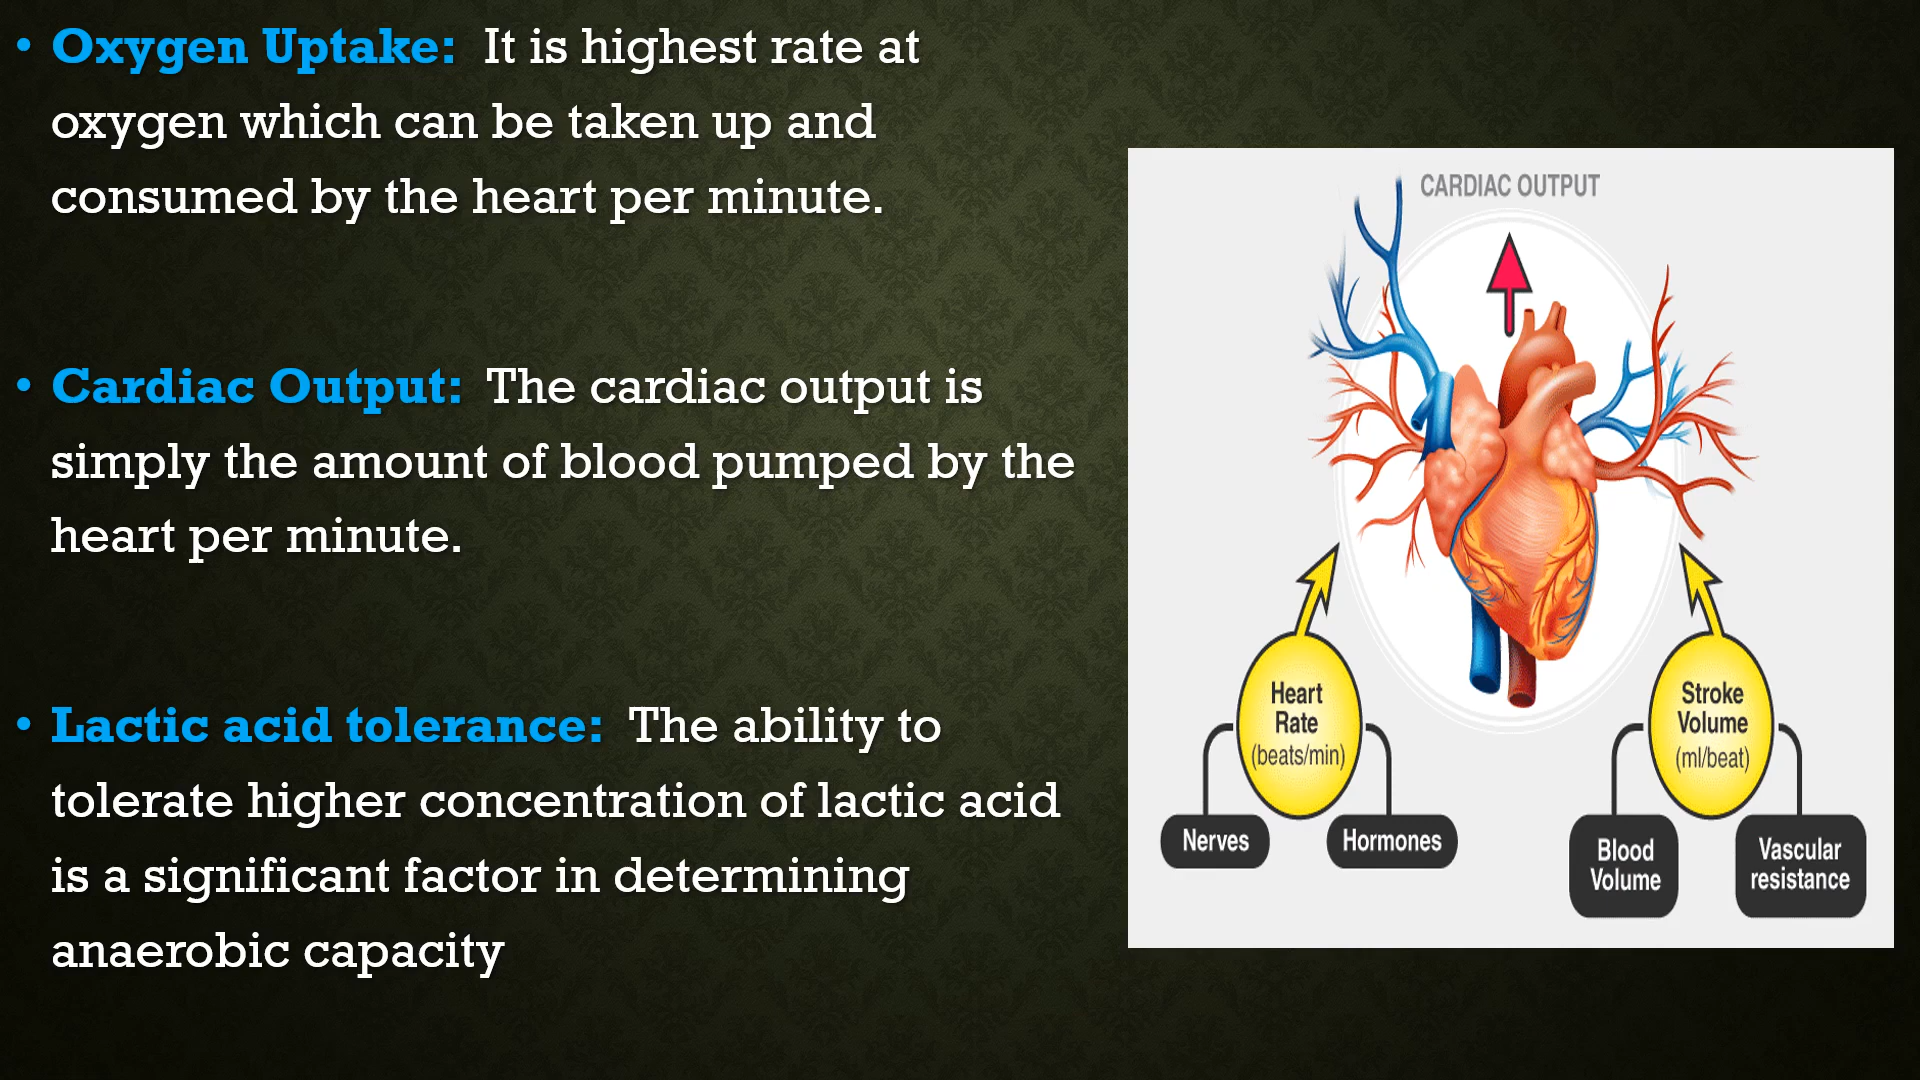 • Oxygen Uptake: It is highest rate at
oxygen which can be taken up and
consumed by the heart per minute.
• Cardiac Output: The cardiac output is
simply the amount of blood pumped by the
heart per minute.
• Lactic acid tolerance: The ability to
tolerate higher concentration of lactic acid
is a significant factor in determining
anaerobic capacity
CARDIAC OUTPUT
Heart
Rate
(beats/min)
Nerves
Hormones
Stroke
Volume
(ml/beat)
Blood
Volume
Vascular
resistance